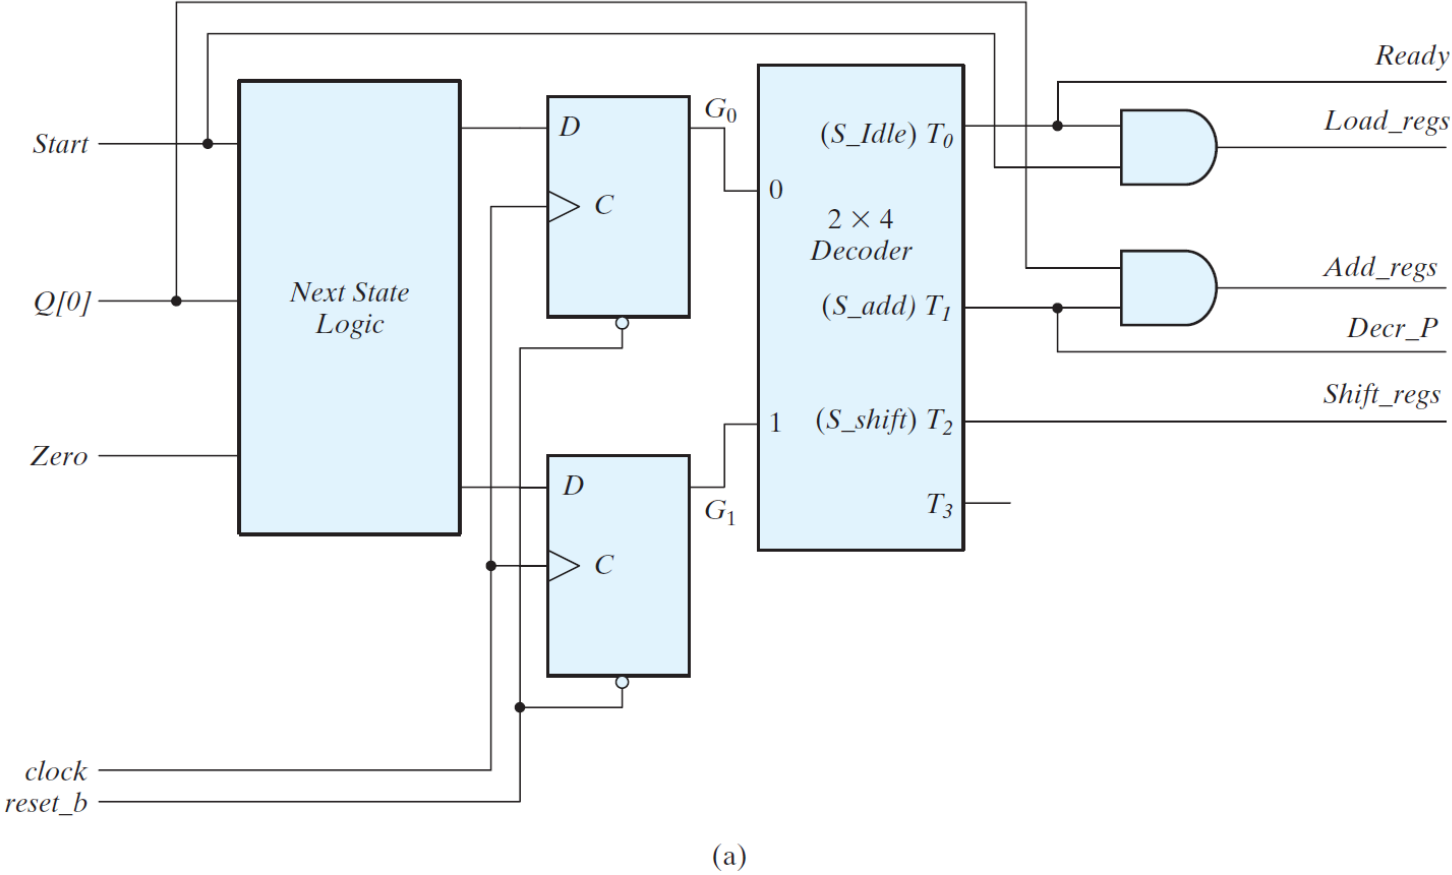 Ready
Start
D
G0
(S_Idle) T0
Load_regs
C
0
2 × 4
Decoder
Q[0]
Next State
Logic
(S_add) T1
Add_regs
Decr_P
1
(S_shift) T2
Shift_regs
Zero
D
G1
T3
C
clock
reset_b
(a)